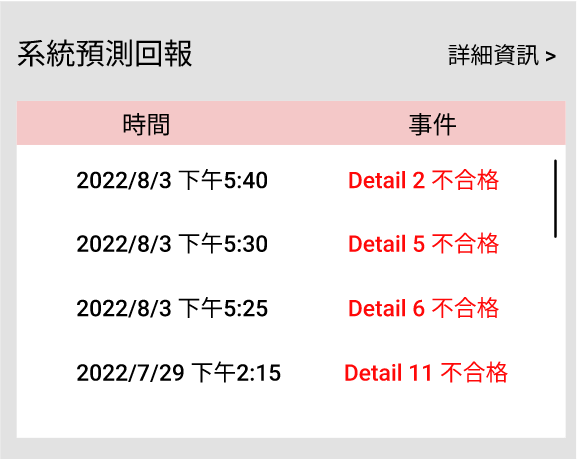 系統預測回報
詳細資訊 >
時間 事件
2022/8/3 下午5:40 Detail 2 不合格
2022/8/3 下午5:30 Detail 5 不合格
2022/8/3 下午5:25 Detail 6 不合格
2022/7/29 下午2:15 Detail 11 不合格